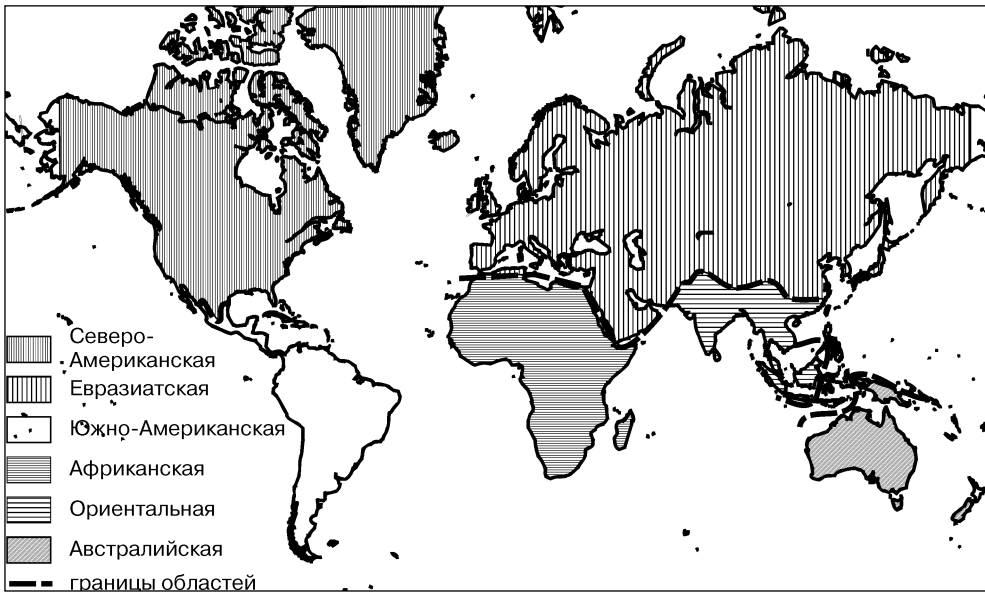 Северо-
Американская
Евразиатская
Южно-Американская
Африканская
Ориентальная
Австралийская
границы областей